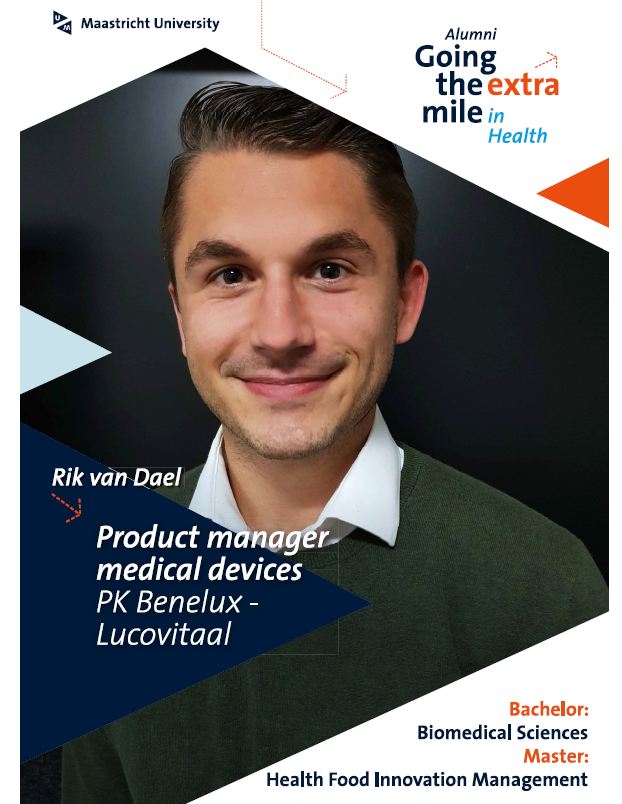 UM Maastricht University
Alumni
Going
the extra
mile in
Health
Rik van Dael
Product manager
medical devices
PK Benelux -
Lucovitaal
Bachelor:
Biomedical Sciences
Master:
Health Food Innovation Management